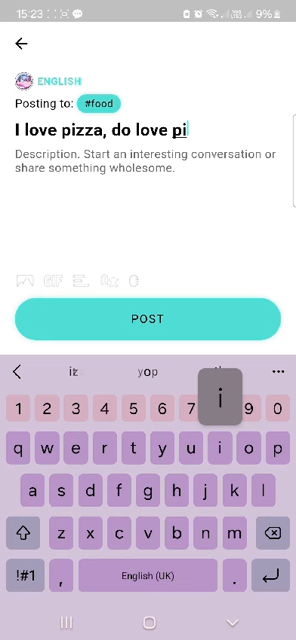 15:23 9%
ENGLISH
Posting to: #food
I love pizza, do love pi
Description. Start an interesting conversation or
share something wholesome.
GIF
POST
iz yop
1 2 3 4 5 6 7 i 9 0
q w e r t y u i o p
a s d f g h j k l
z x c v b n m
!#1 , English (UK) .